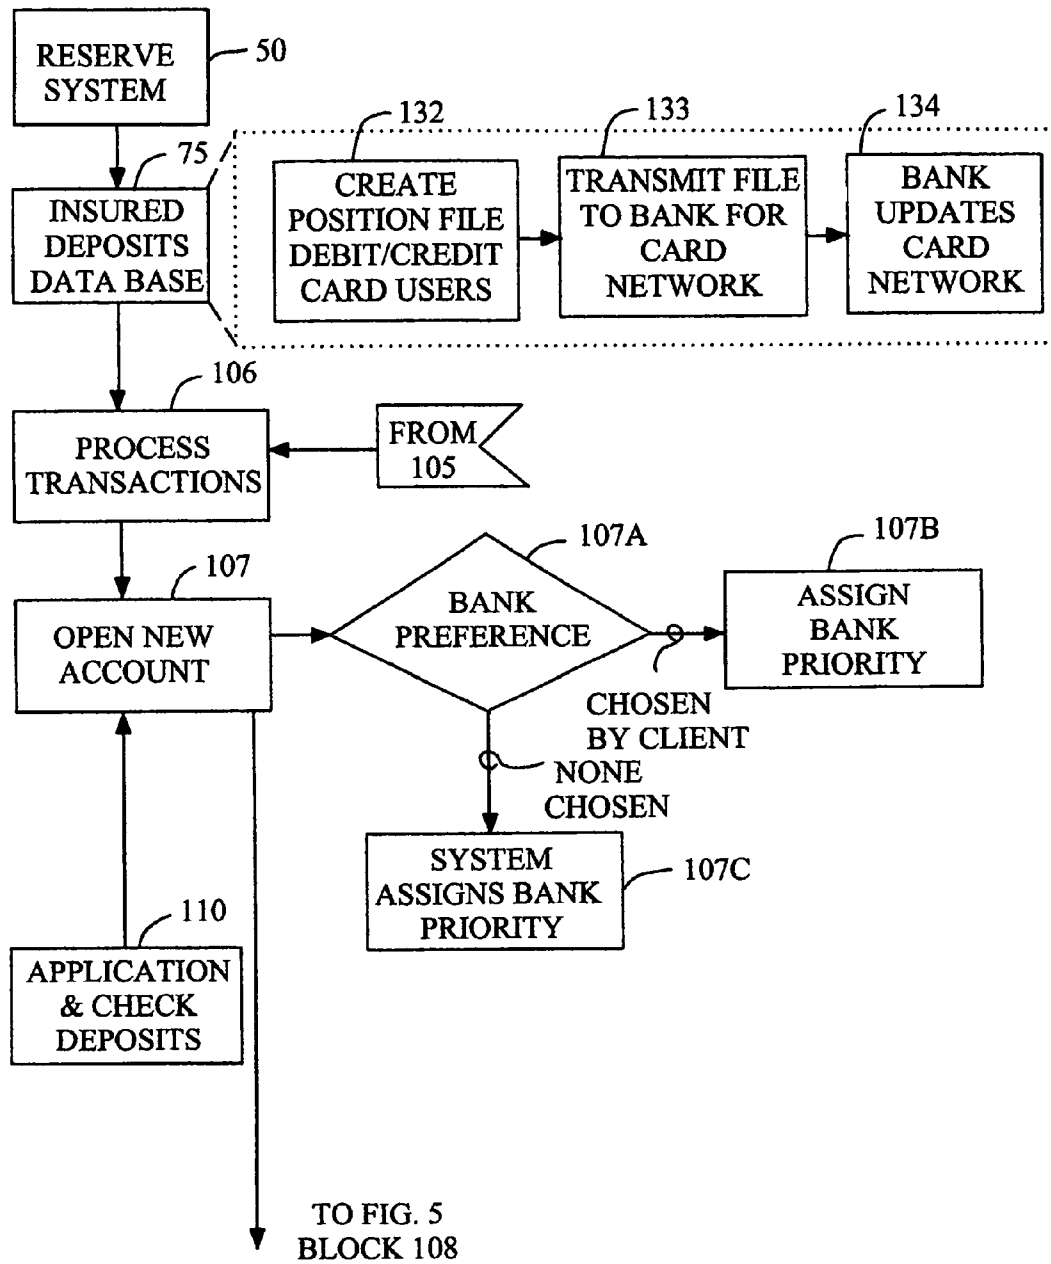 RESERVE
SYSTEM
50
75
INSURED
DEPOSITS
DATA BASE
132
CREATE
POSITION FILE
DEBIT/CREDIT
CARD USERS
133
TRANSMIT FILE
TO BANK FOR
CARD
NETWORK
134
BANK
UPDATES
CARD
NETWORK
106
PROCESS
TRANSACTIONS
FROM
105
107
OPEN NEW
ACCOUNT
107A
BANK
PREFERENCE
107B
ASSIGN
BANK
PRIORITY
CHOSEN
BY CLIENT
NONE
CHOSEN
SYSTEM
ASSIGNS BANK
PRIORITY
107C
110
APPLICATION
& CHECK
DEPOSITS
TO FIG. 5
BLOCK 108